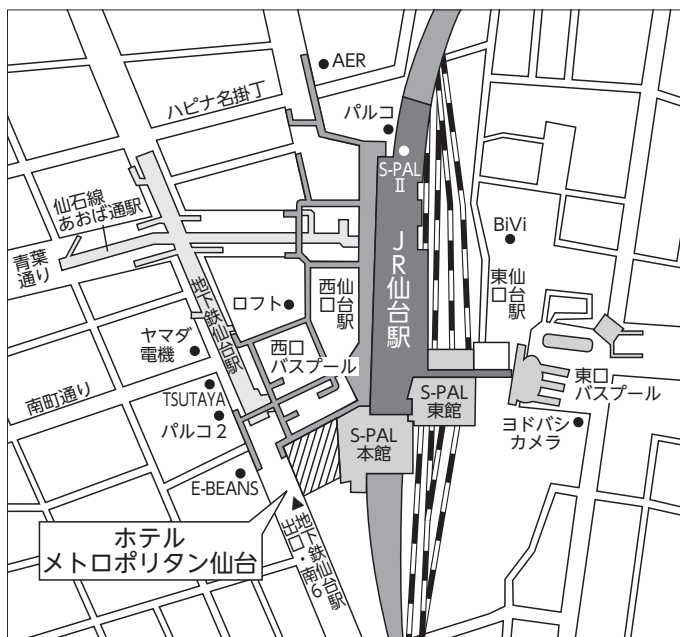 AER
ハピナ名掛丁
パルコ
S-PAL
II
仙石線
あおば通駅
BiVi
青葉
通り
JR仙台駅
仙台駅
西口
仙台駅
東口
地下鉄仙台駅
ロフト
ヤマダ
電機
西口
バスプール
東口
バスプール
南町通り
TSUTAYA
パルコ2
S-PAL
東館
ヨドバシ
カメラ
S-PAL
本館
E-BEANS
ホテル
メトロポリタン仙台
地下鉄仙台駅
出口・南6